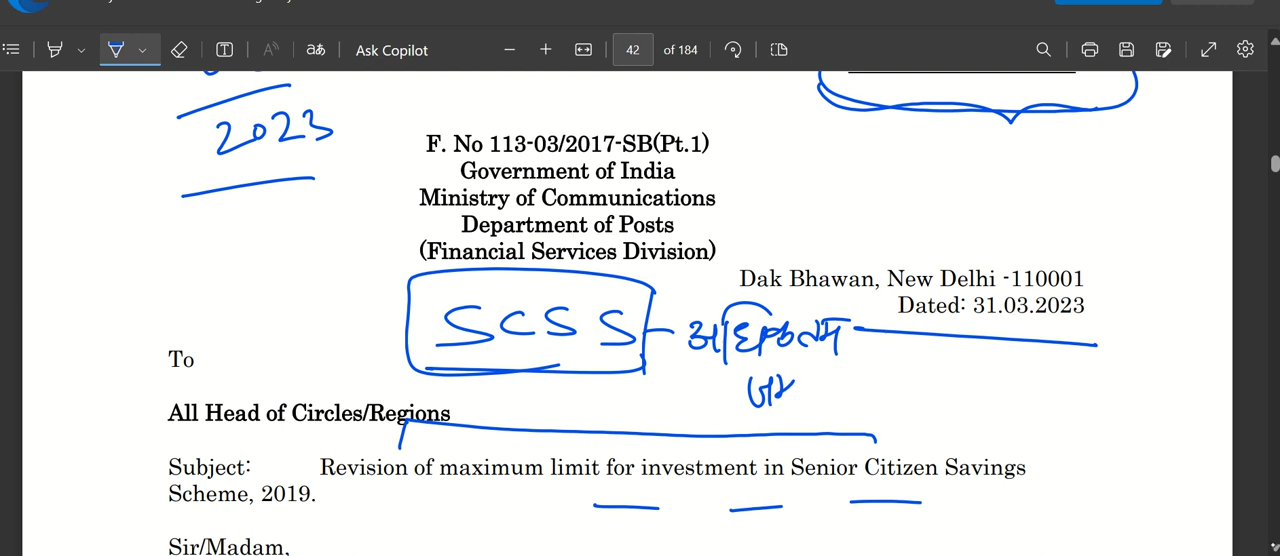 aあ Ask Copilot 42 of 184
2023
F. No 113-03/2017-SB(Pt.1)
Government of India
Ministry of Communications
Department of Posts
(Financial Services Division)
Dak Bhawan, New Delhi -110001
Dated: 31.03.2023
SCSS
To
All Head of Circles/Regions
Subject: Revision of maximum limit for investment in Senior Citizen Savings
Scheme, 2019.
Sir/Madam,